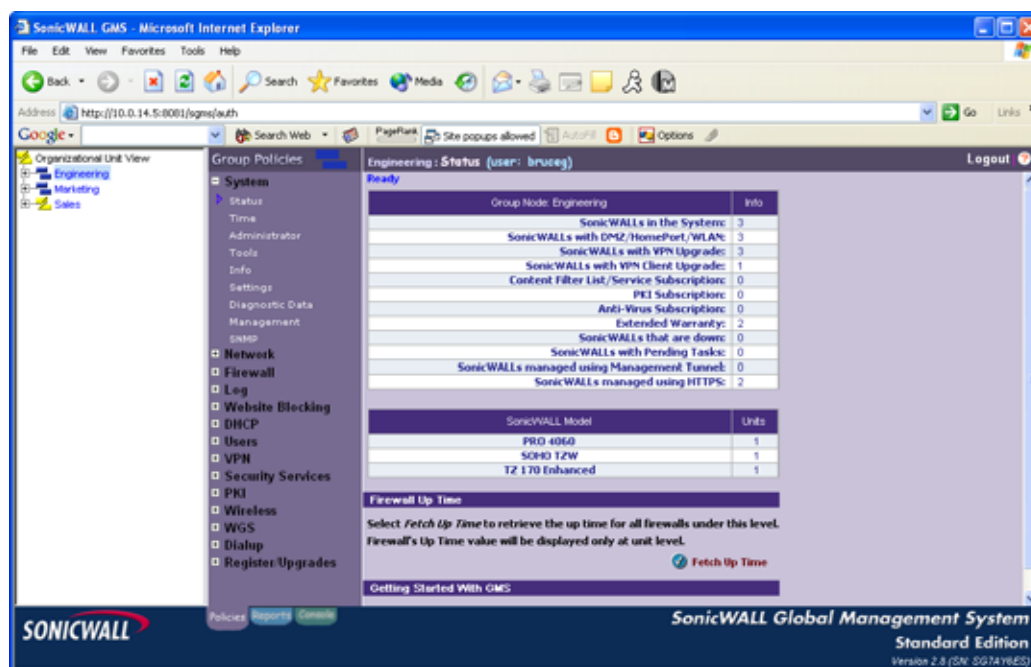 SonicWALL GMS - Microsoft Internet Explorer
File Edit View Favorites Tools Help
Back Search Favorites Media
Address http://10.0.14.5:8081/sgms/auth Go Links
Google Search Web PageRank Site popups allowed AutoFill Options
Organizational Unit View
Engineering
Marketing
Sales
Group Policies
System
Status
Time
Administrator
Tools
Info
Settings
Diagnostic Data
Management
SNMP
Network
Firewall
Log
Website Blocking
DHCP
Users
VPN
Security Services
PKI
Wireless
WGS
Dialup
Register/Upgrades
Engineering: Status (user: bruceg) Logout
Ready
Group Node: Engineering Info
SonicWALLs in the System: 3
SonicWALLs with DMZ/HomePort/WLAN: 3
SonicWALLs with VPN Upgrade: 3
SonicWALLs with VPN Client Upgrade: 1
Content Filter List/Service Subscription: 0
PKI Subscription: 0
Anti-Virus Subscription: 0
Extended Warranty: 2
SonicWALLs that are down: 0
SonicWALLs with Pending Tasks: 0
SonicWALLs managed using Management Tunnel: 0
SonicWALLs managed using HTTPS: 2
SonicWALL Model Units
PRO 4060 1
SOHO TZW 1
TZ 170 Enhanced 1
Firewall Up Time
Select Fetch Up Time to retrieve the up time for all firewalls under this level.
Firewall's Up Time value will be displayed only at unit level.
Fetch Up Time
Getting Started With GMS
Policies Reports Console
SONICWALL
SonicWALL Global Management System
Standard Edition
Version 2.8